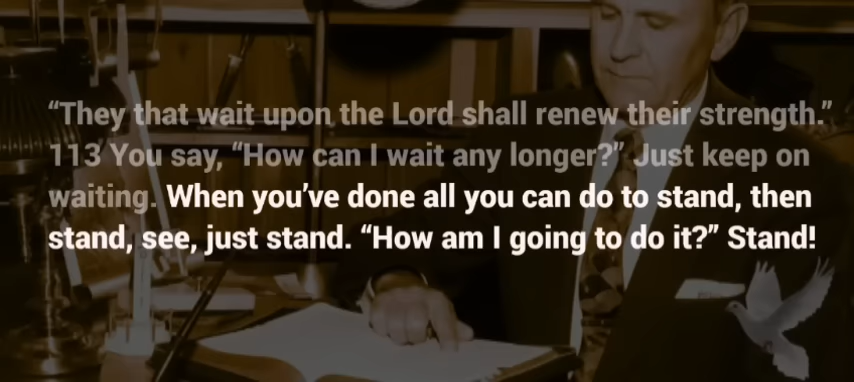 “They that wait upon the Lord shall renew their strength.”
113 You say, “How can I wait any longer?” Just keep on
waiting. When you’ve done all you can do to stand, then
stand, see, just stand. “How am I going to do it?” Stand!